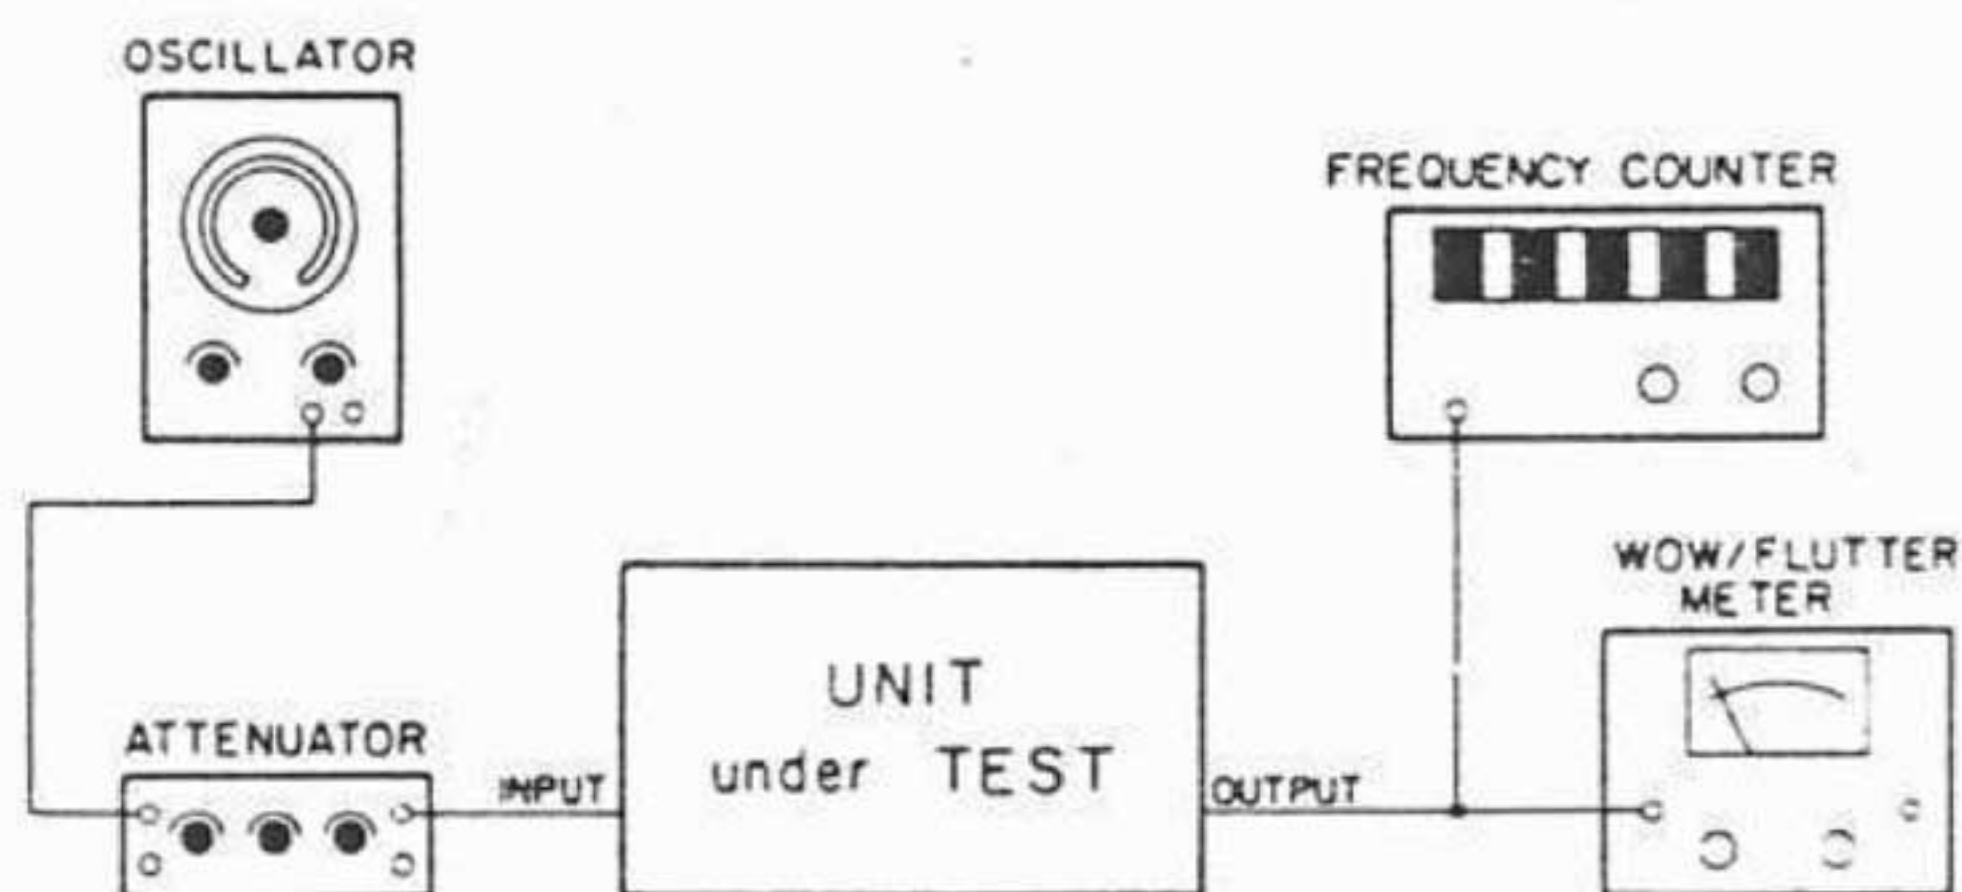 OSCILLATOR
FREQUENCY COUNTER
WOW/FLUTTER
METER
ATTENUATOR
INPUT
UNIT
under TEST
OUTPUT